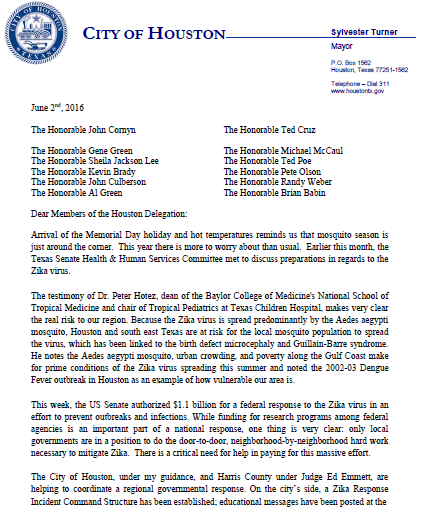 CITY OF HOUSTON
TEXAS
CITY OF HOUSTON
Sylvester Turner
Mayor
P.O. Box 1562
Houston, Texas 77251-1562
Telephone – Dial 311
www.houstontx.gov
June 2nd, 2016
The Honorable John Cornyn The Honorable Ted Cruz
The Honorable Gene Green The Honorable Michael McCaul
The Honorable Sheila Jackson Lee The Honorable Ted Poe
The Honorable Kevin Brady The Honorable Pete Olson
The Honorable John Culberson The Honorable Randy Weber
The Honorable Al Green The Honorable Brian Babin
Dear Members of the Houston Delegation:
Arrival of the Memorial Day holiday and hot temperatures reminds us that mosquito season is
just around the corner. This year there is more to worry about than usual. Earlier this month, the
Texas Senate Health & Human Services Committee met to discuss preparations in regards to the
Zika virus.
The testimony of Dr. Peter Hotez, dean of the Baylor College of Medicine's National School of
Tropical Medicine and chair of Tropical Pediatrics at Texas Children Hospital, makes very clear
the real risk to our region. Because the Zika virus is spread predominantly by the Aedes aegypti
mosquito, Houston and south east Texas are at risk for the local mosquito population to spread
the virus, which has been linked to the birth defect microcephaly and Guillain-Barre syndrome.
He notes the Aedes aegypti mosquito, urban crowding, and poverty along the Gulf Coast make
for prime conditions of the Zika virus spreading this summer and noted the 2002-03 Dengue
Fever outbreak in Houston as an example of how vulnerable our area is.
This week, the US Senate authorized $1.1 billion for a federal response to the Zika virus in an
effort to prevent outbreaks and infections. While funding for research programs among federal
agencies is an important part of a national response, one thing is very clear: only local
governments are in a position to do the door-to-door, neighborhood-by-neighborhood hard work
necessary to mitigate Zika. There is a critical need for help in paying for this massive effort.
The City of Houston, under my guidance, and Harris County under Judge Ed Emmett, are
helping to coordinate a regional governmental response. On the city's side, a Zika Response
Incident Command Structure has been established; educational messages have been posted at the